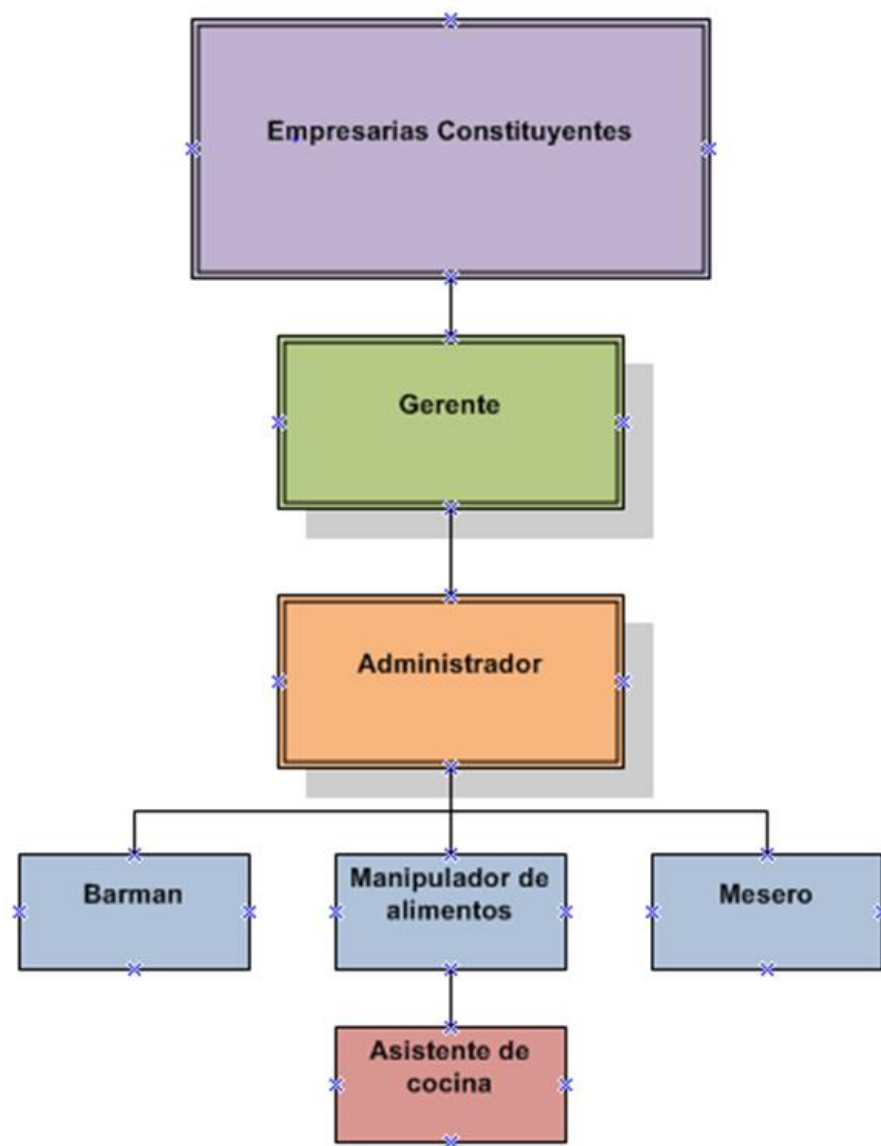 Empresarias Constituyentes
Gerente
Administrador
Barman
Manipulador de
alimentos
Mesero
Asistente de
cocina